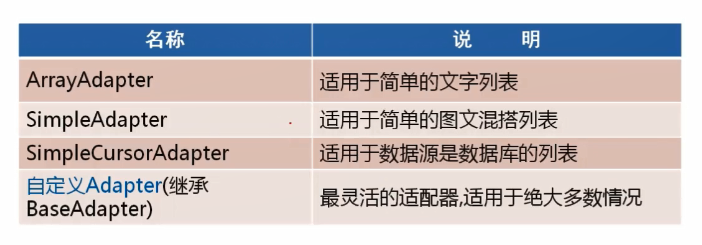 名称 说 明
ArrayAdapter 适用于简单的文字列表
SimpleAdapter 适用于简单的图文混搭列表
SimpleCursorAdapter 适用于数据源是数据库的列表
自定义Adapter(继承
BaseAdapter) 最灵活的适配器,适用于绝大多数情况